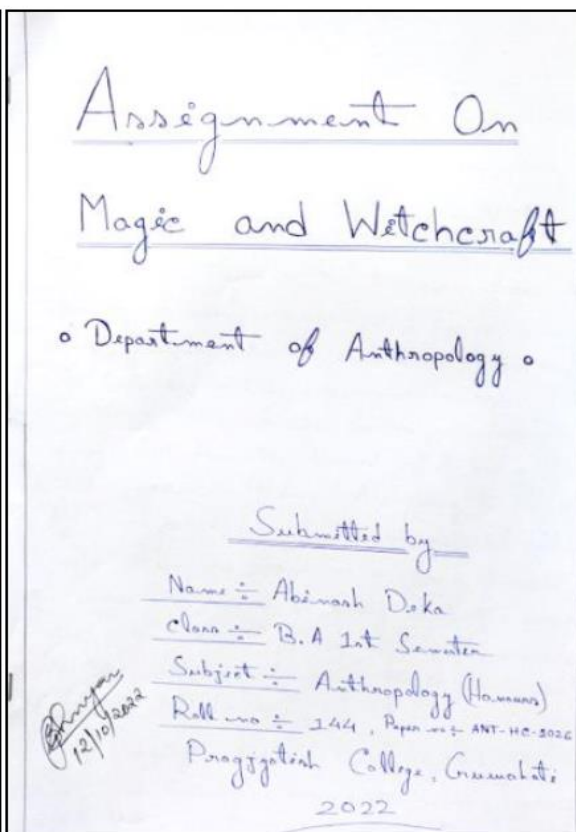 Assignment On
Magic and Witchcraft
Department of Anthropology
Submitted by
Name ÷ Abinash Deka
Class ÷ B.A 1st Semester
Subject ÷ Anthropology (Honours)
Roll no ÷ 144, Paper no ÷ ANT-HC-1026
Pragjyotish College, Guwahati
2022
12/10/2022